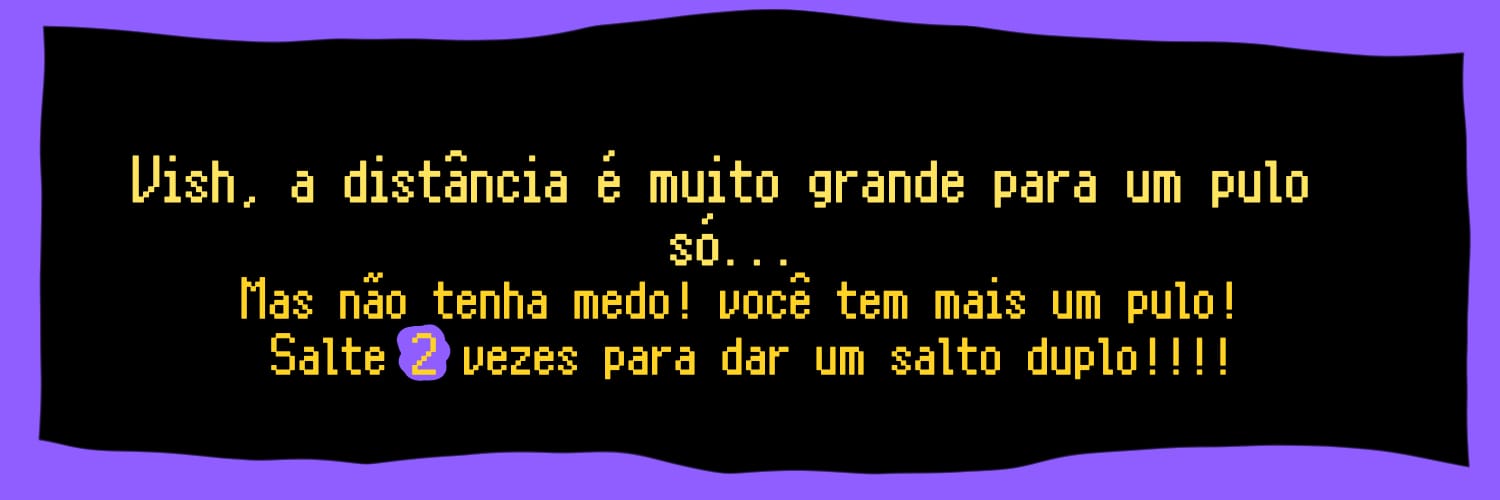 Vish, a distância é muito grande para um pulo
só...
Mas não tenha medo! você tem mais um pulo!
Salte 2 vezes para dar um salto duplo!!!!